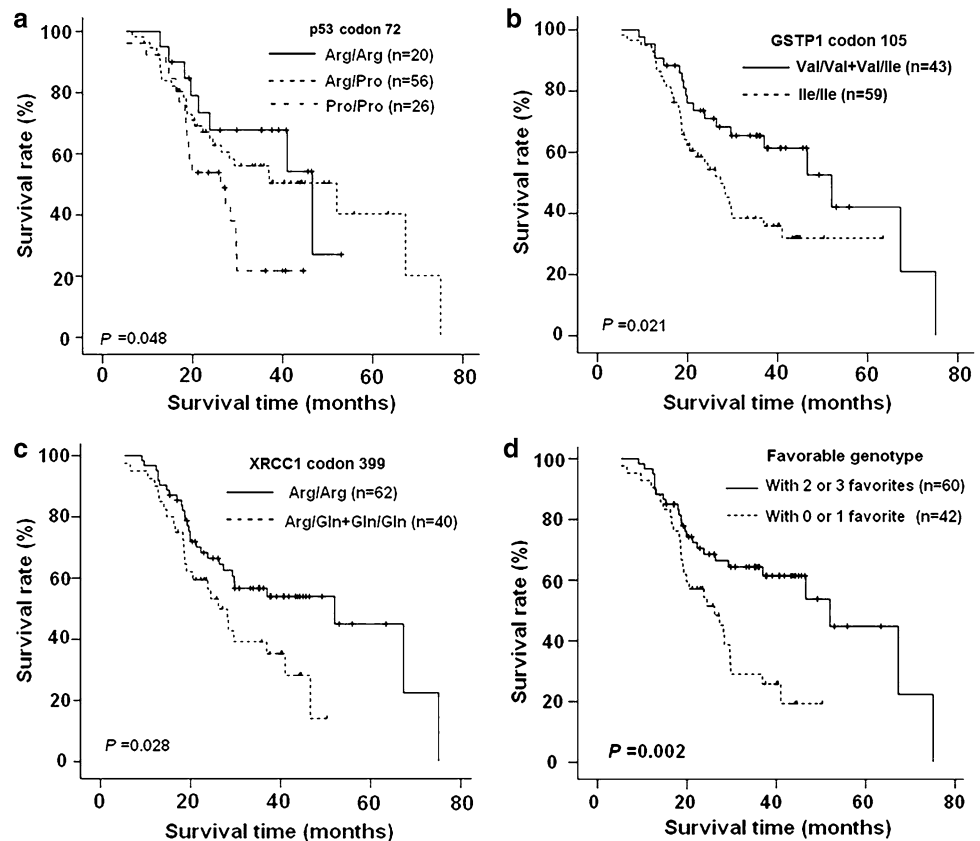 a
p53 codon 72
Arg/Arg (n=20)
Arg/Pro (n=56)
Pro/Pro (n=26)
Survival rate (%)
100
80
60
40
20
0
P =0.048
0 20 40 60 80
Survival time (months)
b
GSTP1 codon 105
Val/Val+Val/Ile (n=43)
Ile/Ile (n=59)
Survival rate (%)
100
80
60
40
20
0
P =0.021
0 20 40 60 80
Survival time (months)
c
XRCC1 codon 399
Arg/Arg (n=62)
Arg/Gln+Gln/Gln (n=40)
Survival rate (%)
100
80
60
40
20
0
P =0.028
0 20 40 60 80
Survival time (months)
d
Favorable genotype
With 2 or 3 favorites (n=60)
With 0 or 1 favorite (n=42)
Survival rate (%)
100
80
60
40
20
0
P =0.002
0 20 40 60 80
Survival time (months)